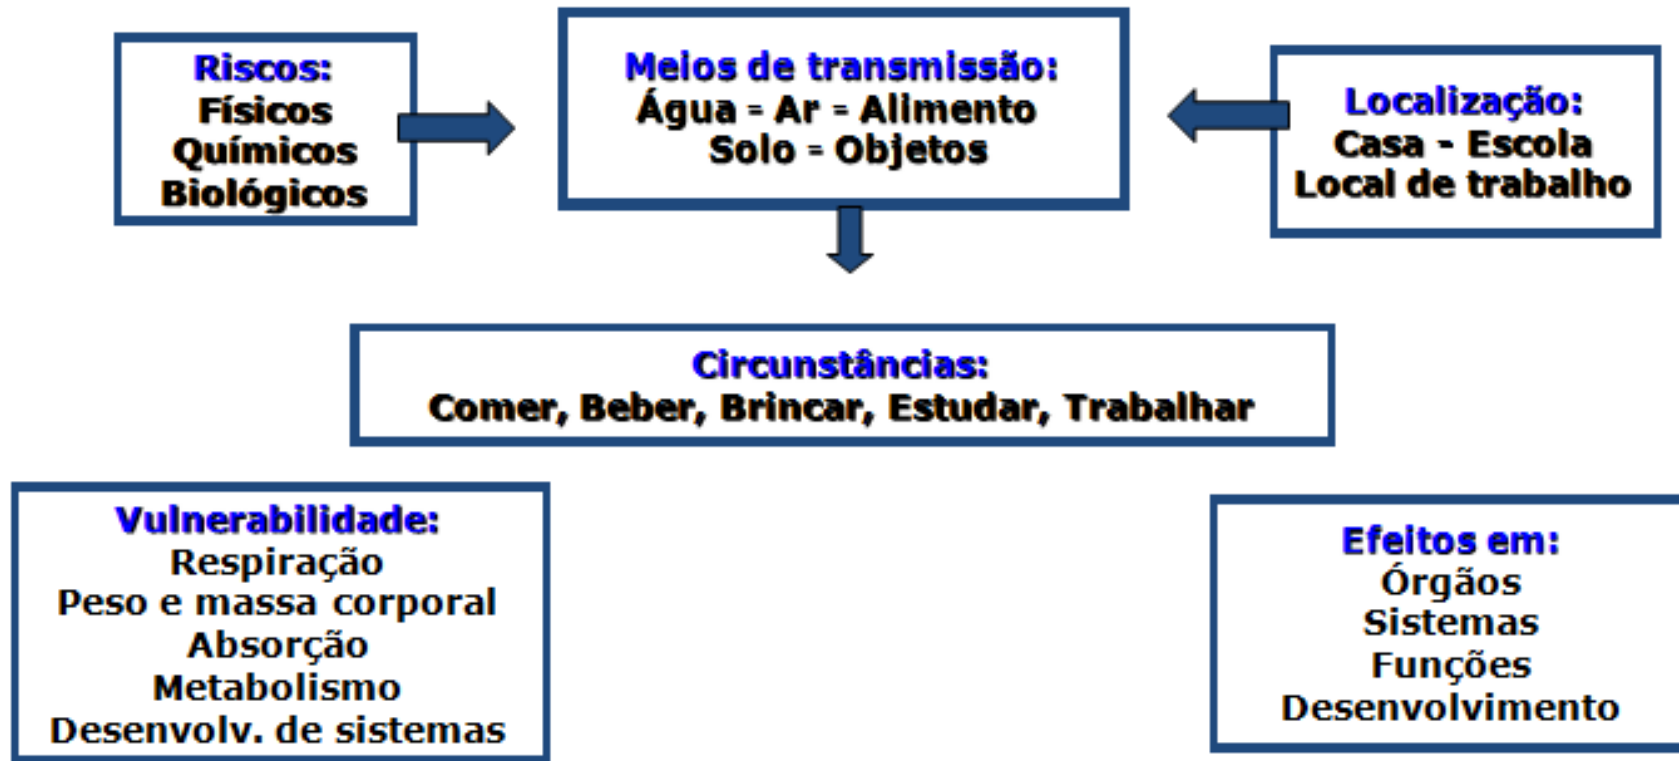 Riscos:
Físicos
Químicos
Biológicos
Meios de transmissão:
Água - Ar - Alimento
Solo - Objetos
Localização:
Casa - Escola
Local de trabalho
Circunstâncias:
Comer, Beber, Brincar, Estudar, Trabalhar
Vulnerabilidade:
Respiração
Peso e massa corporal
Absorção
Metabolismo
Desenvolv. de sistemas
Efeitos em:
Órgãos
Sistemas
Funções
Desenvolvimento